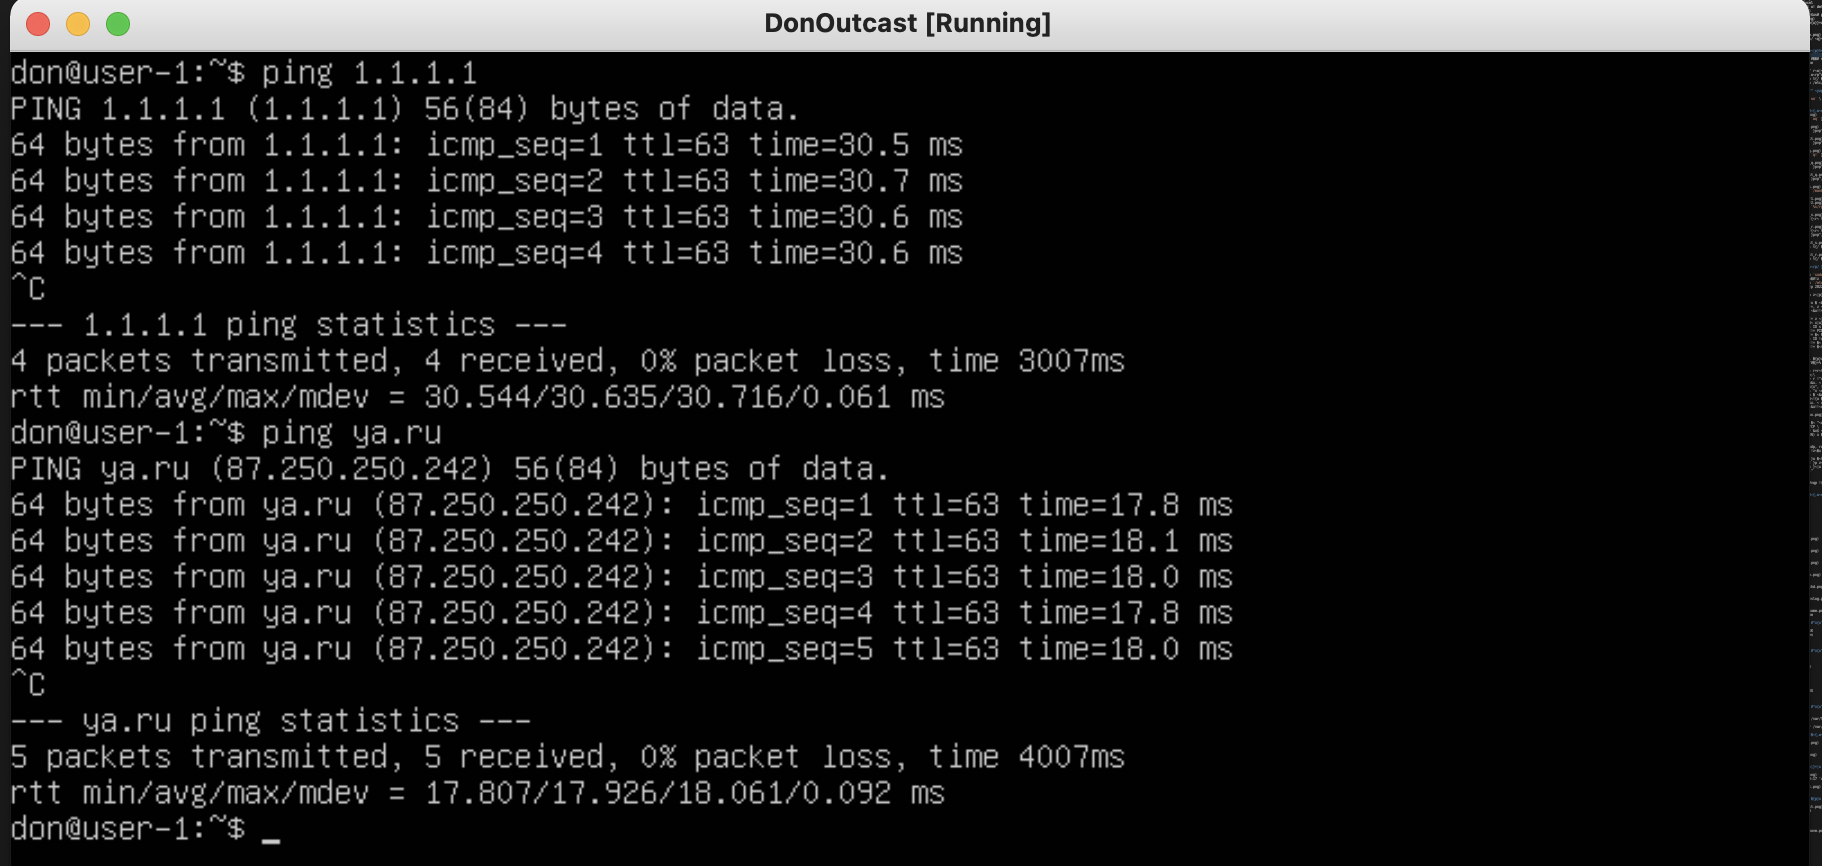 DonOutcast [Running]
don@user-1:~$ ping 1.1.1.1
PING 1.1.1.1 (1.1.1.1) 56(84) bytes of data.
64 bytes from 1.1.1.1: icmp_seq=1 ttl=63 time=30.5 ms
64 bytes from 1.1.1.1: icmp_seq=2 ttl=63 time=30.7 ms
64 bytes from 1.1.1.1: icmp_seq=3 ttl=63 time=30.6 ms
64 bytes from 1.1.1.1: icmp_seq=4 ttl=63 time=30.6 ms
^C
--- 1.1.1.1 ping statistics ---
4 packets transmitted, 4 received, 0% packet loss, time 3007ms
rtt min/avg/max/mdev = 30.544/30.635/30.716/0.061 ms
don@user-1:~$ ping ya.ru
PING ya.ru (87.250.250.242) 56(84) bytes of data.
64 bytes from ya.ru (87.250.250.242): icmp_seq=1 ttl=63 time=17.8 ms
64 bytes from ya.ru (87.250.250.242): icmp_seq=2 ttl=63 time=18.1 ms
64 bytes from ya.ru (87.250.250.242): icmp_seq=3 ttl=63 time=18.0 ms
64 bytes from ya.ru (87.250.250.242): icmp_seq=4 ttl=63 time=17.8 ms
64 bytes from ya.ru (87.250.250.242): icmp_seq=5 ttl=63 time=18.0 ms
^C
--- ya.ru ping statistics ---
5 packets transmitted, 5 received, 0% packet loss, time 4007ms
rtt min/avg/max/mdev = 17.807/17.926/18.061/0.092 ms
don@user-1:~$ _